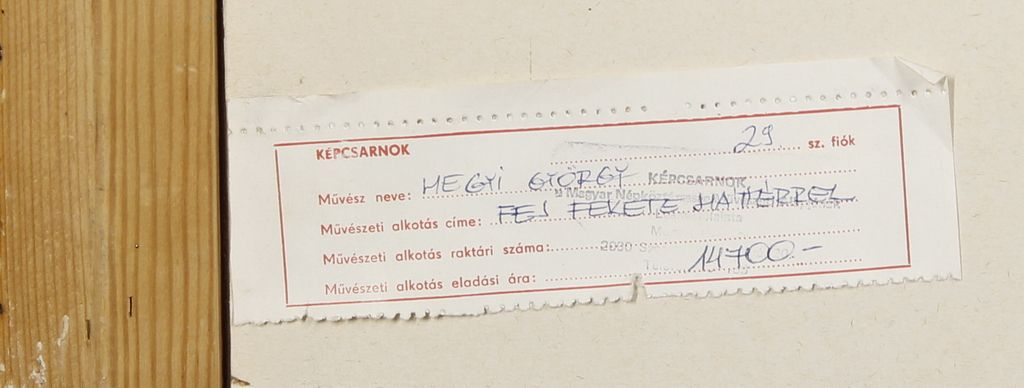 KÉPCSARNOK
29. sz. fiók
Művész neve: HEGYI GYÖRGY
KÉPCSARNOK
Magyar
Művészeti alkotás címe: FEJ FEKETE HÁTTÉRREL
Művészeti alkotás raktári száma:
Művészeti alkotás eladási ára: 14700-